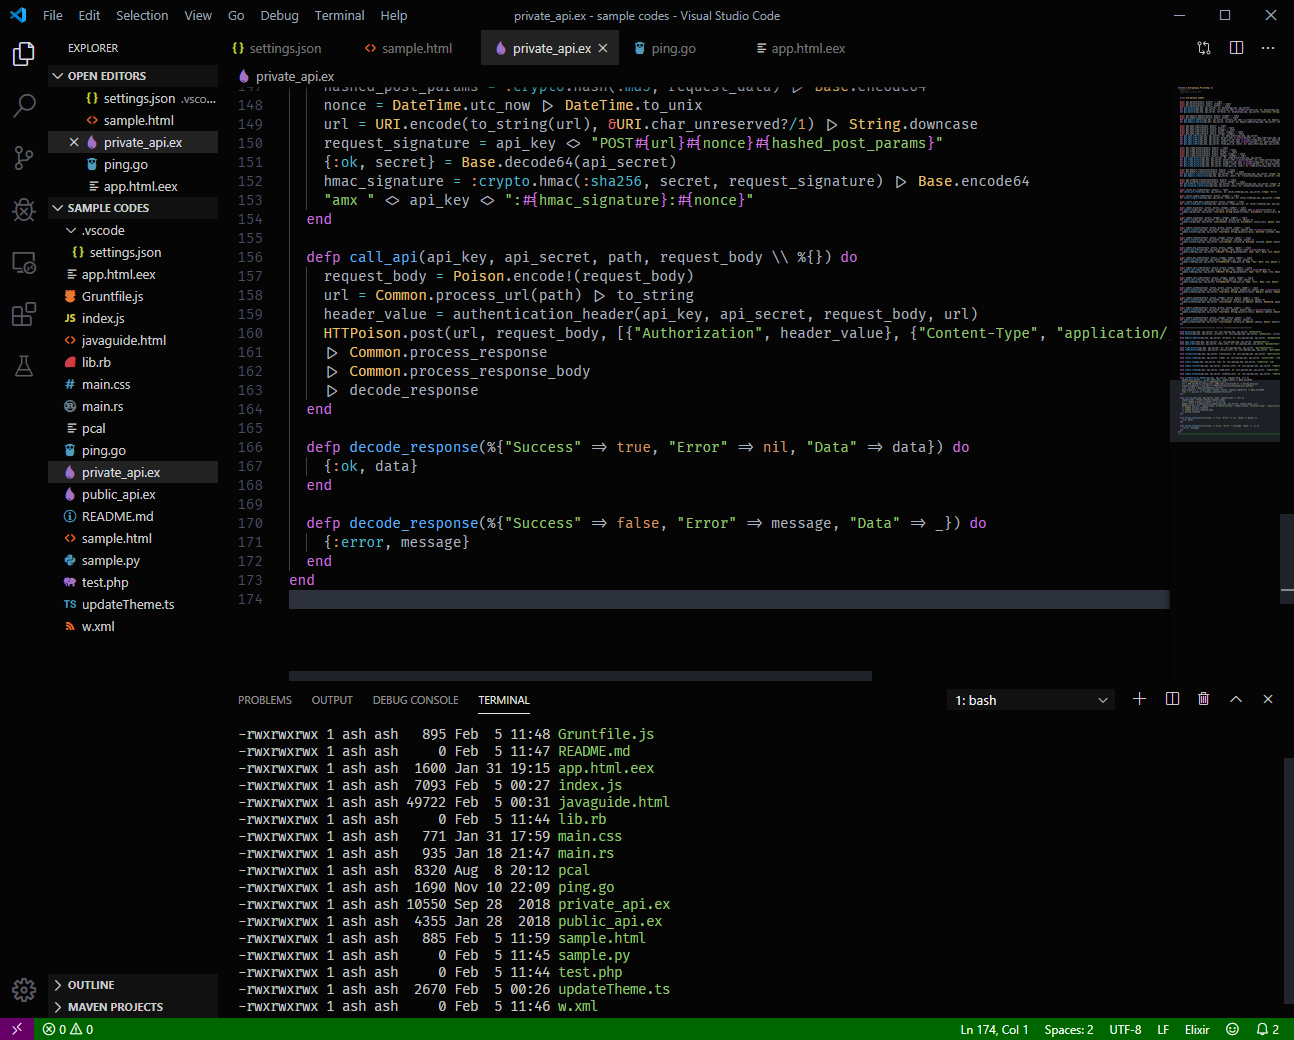 File Edit Selection View Go Debug Terminal Help
private_api.ex - sample codes - Visual Studio Code
EXPLORER
OPEN EDITORS
settings.json .vsco...
sample.html
private_api.ex
ping.go
app.html.eex
SAMPLE CODES
.vscode
settings.json
app.html.eex
Gruntfile.js
JS index.js
javaguide.html
lib.rb
# main.css
main.rs
pcal
ping.go
private_api.ex
public_api.ex
README.md
sample.html
sample.py
test.php
TS updateTheme.ts
w.xml
OUTLINE
MAVEN PROJECTS
settings.json
sample.html
private_api.ex
ping.go
app.html.eex
private_api.ex
147 hashed_post_params = :crypto.hash(:md5, request_data) |> Base.encode64
148 nonce = DateTime.utc_now |> DateTime.to_unix
149 url = URI.encode(to_string(url), &URI.char_unreserved?/1) |> String.downcase
150 request_signature = api_key <> "POST#{url}#{nonce}#{hashed_post_params}"
151 {:ok, secret} = Base.decode64(api_secret)
152 hmac_signature = :crypto.hmac(:sha256, secret, request_signature) |> Base.encode64
153 "amx " <> api_key <> ":#{hmac_signature}:#{nonce}"
154 end
155
156 defp call_api(api_key, api_secret, path, request_body \\ %{}) do
157 request_body = Poison.encode!(request_body)
158 url = Common.process_url(path) |> to_string
159 header_value = authentication_header(api_key, api_secret, request_body, url)
160 HTTPoison.post(url, request_body, [{"Authorization", header_value}, {"Content-Type", "application/
161 |> Common.process_response
162 |> Common.process_response_body
163 |> decode_response
164 end
165
166 defp decode_response(%{"Success" => true, "Error" => nil, "Data" => data}) do
167 {:ok, data}
168 end
169
170 defp decode_response(%{"Success" => false, "Error" => message, "Data" => _}) do
171 {:error, message}
172 end
173 end
174
PROBLEMS OUTPUT DEBUG CONSOLE TERMINAL
1: bash
-rwxrwxrwx 1 ash ash 895 Feb 5 11:48 Gruntfile.js
-rwxrwxrwx 1 ash ash 0 Feb 5 11:47 README.md
-rwxrwxrwx 1 ash ash 1600 Jan 31 19:15 app.html.eex
-rwxrwxrwx 1 ash ash 7093 Feb 5 00:27 index.js
-rwxrwxrwx 1 ash ash 49722 Feb 5 00:31 javaguide.html
-rwxrwxrwx 1 ash ash 0 Feb 5 11:44 lib.rb
-rwxrwxrwx 1 ash ash 771 Jan 31 17:59 main.css
-rwxrwxrwx 1 ash ash 935 Jan 18 21:47 main.rs
-rwxrwxrwx 1 ash ash 8320 Aug 8 20:12 pcal
-rwxrwxrwx 1 ash ash 1690 Nov 10 22:09 ping.go
-rwxrwxrwx 1 ash ash 10550 Sep 28 2018 private_api.ex
-rwxrwxrwx 1 ash ash 4355 Jan 28 2018 public_api.ex
-rwxrwxrwx 1 ash ash 885 Feb 5 11:59 sample.html
-rwxrwxrwx 1 ash ash 0 Feb 5 11:45 sample.py
-rwxrwxrwx 1 ash ash 0 Feb 5 11:44 test.php
-rwxrwxrwx 1 ash ash 2670 Feb 5 00:26 updateTheme.ts
-rwxrwxrwx 1 ash ash 0 Feb 5 11:46 w.xml
0 0
Ln 174, Col 1 Spaces: 2 UTF-8 LF Elixir 2